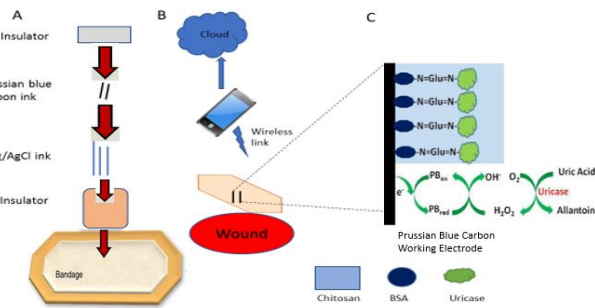 A
B
C
Insulator
Cloud
ssian blue
bon ink
Wireless
link
g/AgCl ink
Insulator
Bandage
Wound
N=Glu=N
N=Glu=N
N=Glu=N
N=Glu=N
e⁻
PBox
PBred
OH⁻
H₂O₂
O₂
Uric Acid
Uricase
Allantoin
Prussian Blue Carbon
Working Electrode
Chitosan
BSA
Uricase